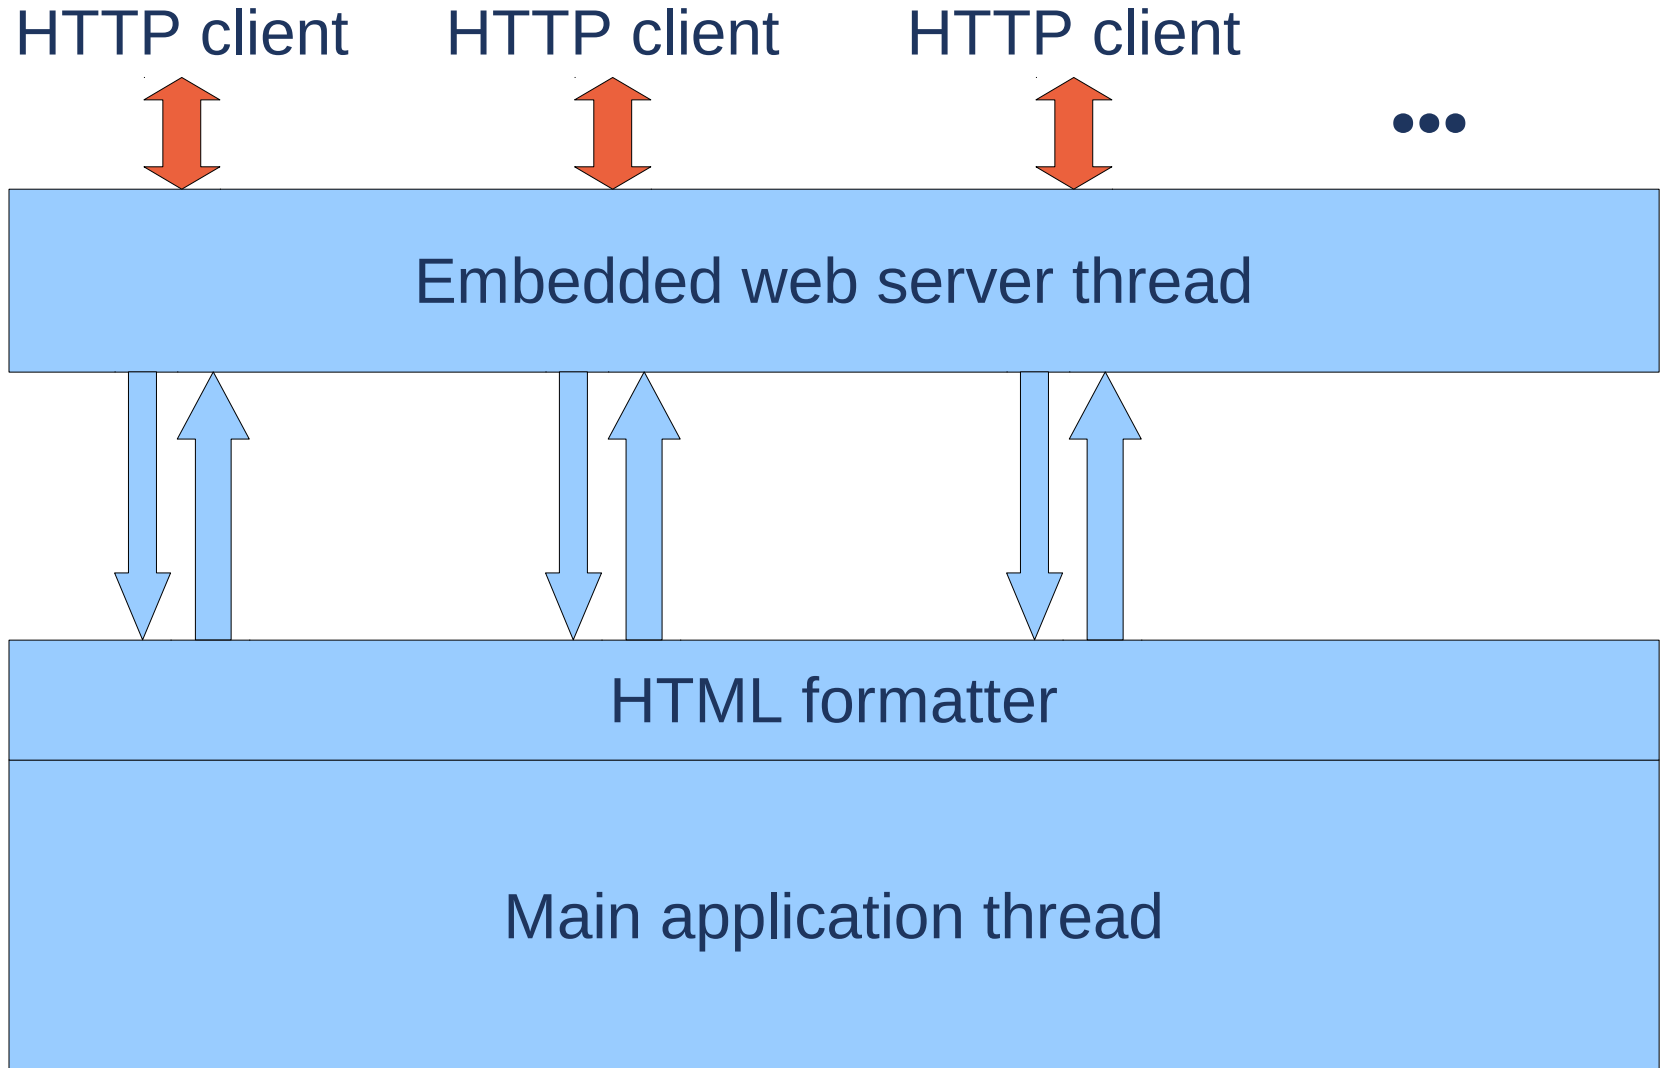 HTTP client HTTP client HTTP client
...
Embedded web server thread
HTML formatter
Main application thread